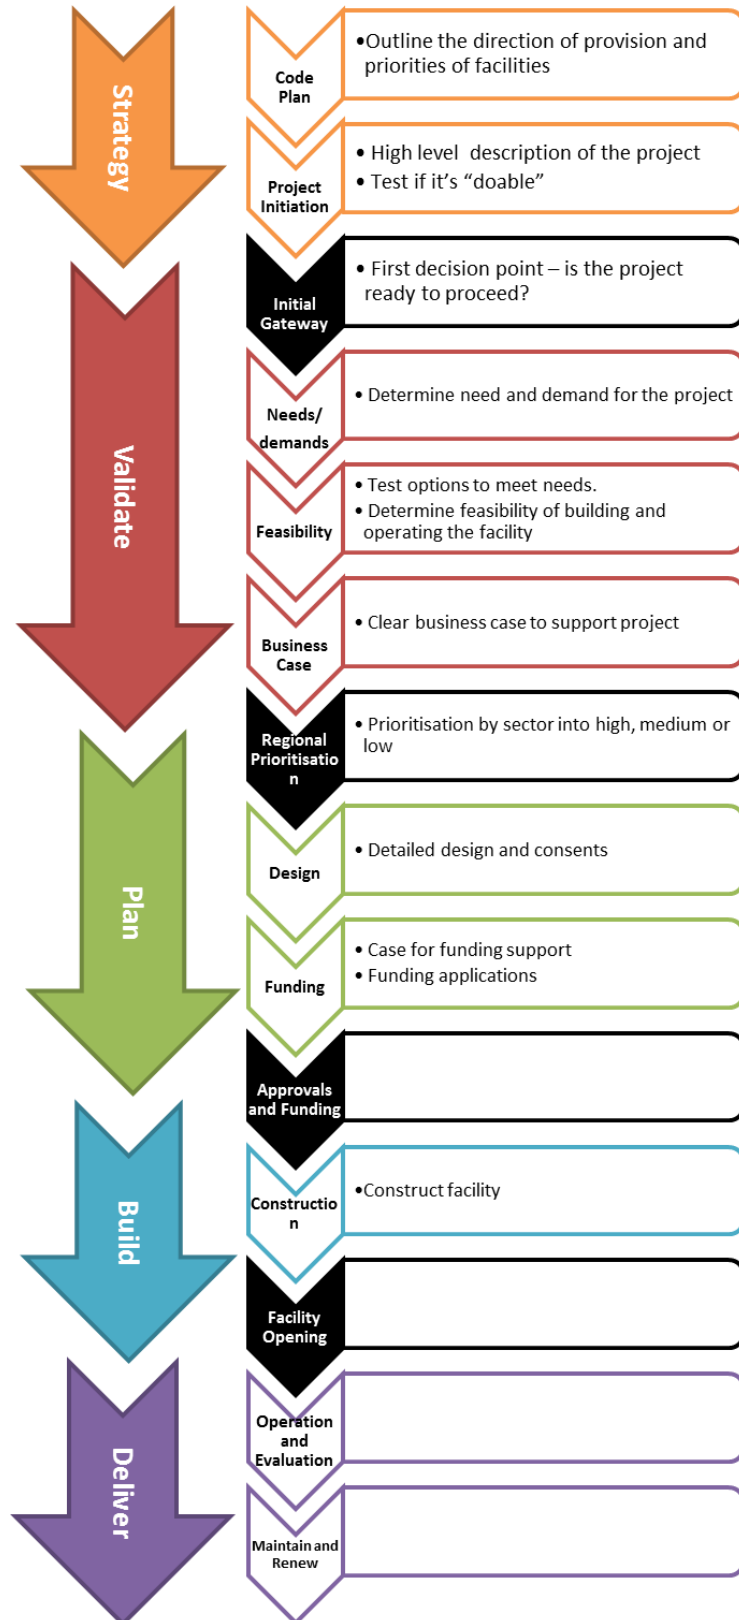 Strategy
Code
Plan
•Outline the direction of provision and
priorities of facilities
Project
Initiation
• High level description of the project
• Test if it's "doable"
Validate
Initial
Gateway
• First decision point – is the project
ready to proceed?
Needs/
demands
• Determine need and demand for the project
Feasibility
• Test options to meet needs.
• Determine feasibility of building and
operating the facility
Business
Case
• Clear business case to support project
Plan
Regional
Prioritisatio
n
• Prioritisation by sector into high, medium or
low
Design
• Detailed design and consents
Funding
• Case for funding support
• Funding applications
Approvals
and Funding
Build
Constructio
n
•Construct facility
Facility
Opening
Deliver
Operation
and
Evaluation
Maintain and
Renew